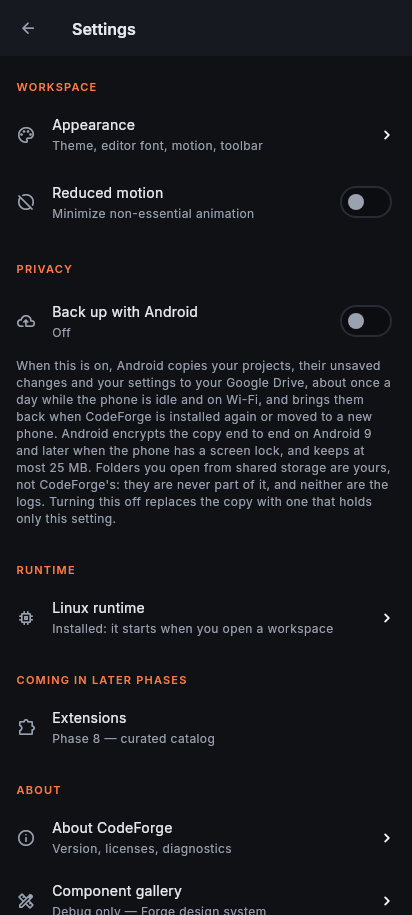 Settings
WORKSPACE
Appearance
Theme, editor font, motion, toolbar
Reduced motion
Minimize non-essential animation
PRIVACY
Back up with Android
Off
When this is on, Android copies your projects, their unsaved
changes and your settings to your Google Drive, about once a
day while the phone is idle and on Wi-Fi, and brings them
back when CodeForge is installed again or moved to a new
phone. Android encrypts the copy end to end on Android 9
and later when the phone has a screen lock, and keeps at
most 25 MB. Folders you open from shared storage are yours,
not CodeForge's: they are never part of it, and neither are the
logs. Turning this off replaces the copy with one that holds
only this setting.
RUNTIME
Linux runtime
Installed: it starts when you open a workspace
COMING IN LATER PHASES
Extensions
Phase 8 — curated catalog
ABOUT
About CodeForge
Version, licenses, diagnostics
Component gallery
Debug only — Forge design system